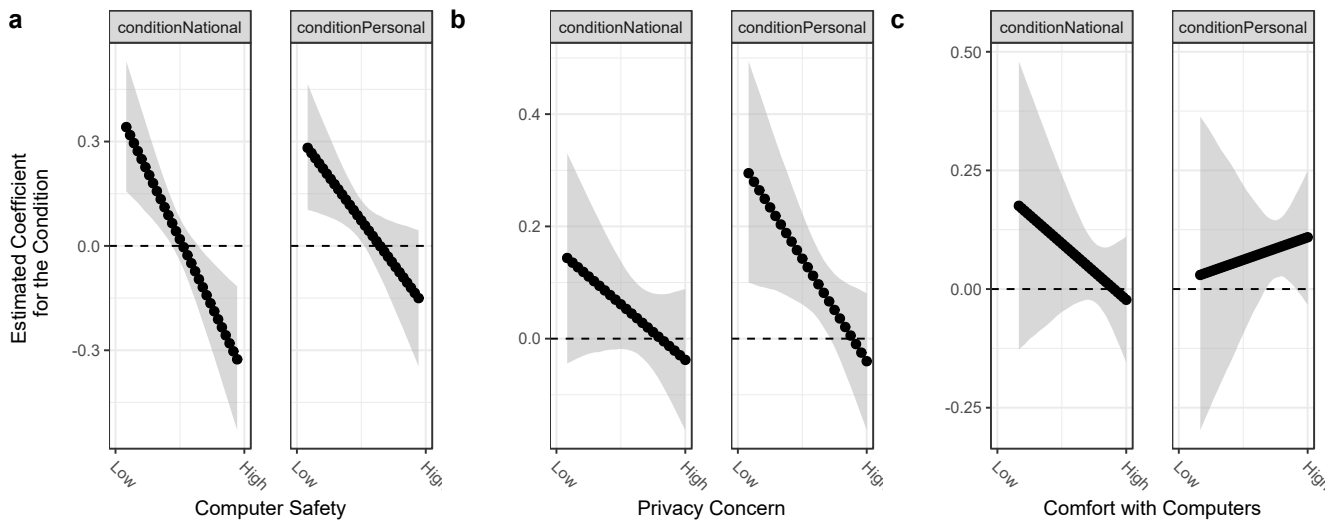 a
conditionNational
conditionPersonal
Estimated Coefficient
for the Condition
0.3
0.0
-0.3
Low
High
Low
High
Computer Safety
b
conditionNational
conditionPersonal
0.4
0.2
0.0
Low
High
Low
High
Privacy Concern
c
conditionNational
conditionPersonal
0.50
0.25
0.00
-0.25
Low
High
Low
High
Comfort with Computers